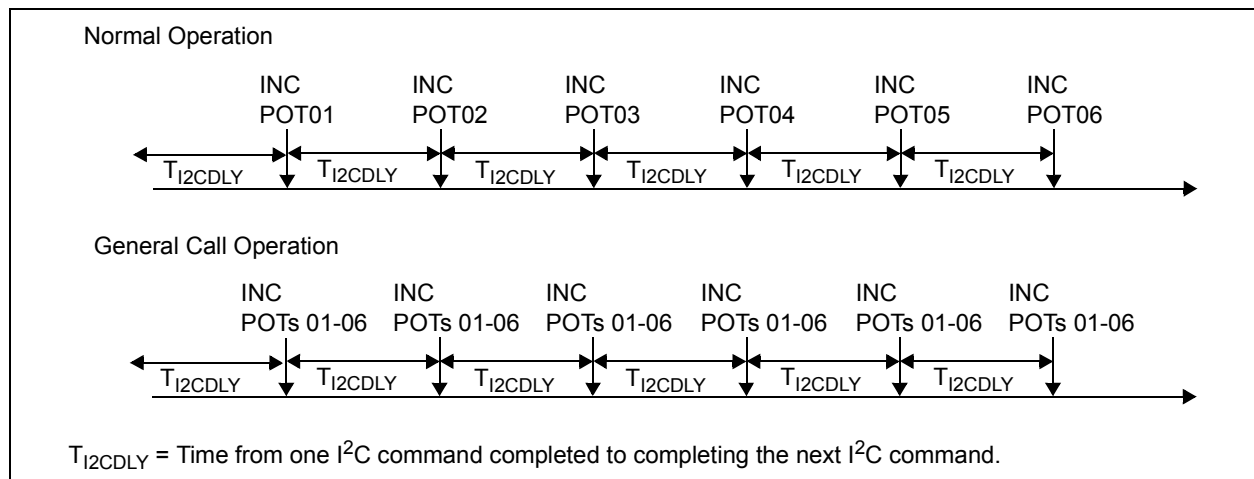 Normal Operation
INC INC INC INC INC INC
POT01 POT02 POT03 POT04 POT05 POT06
TI2CDLY TI2CDLY TI2CDLY TI2CDLY TI2CDLY TI2CDLY
General Call Operation
INC INC INC INC INC INC
POTs 01-06 POTs 01-06 POTs 01-06 POTs 01-06 POTs 01-06 POTs 01-06
TI2CDLY TI2CDLY TI2CDLY TI2CDLY TI2CDLY TI2CDLY
TI2CDLY = Time from one I²C command completed to completing the next I²C command.